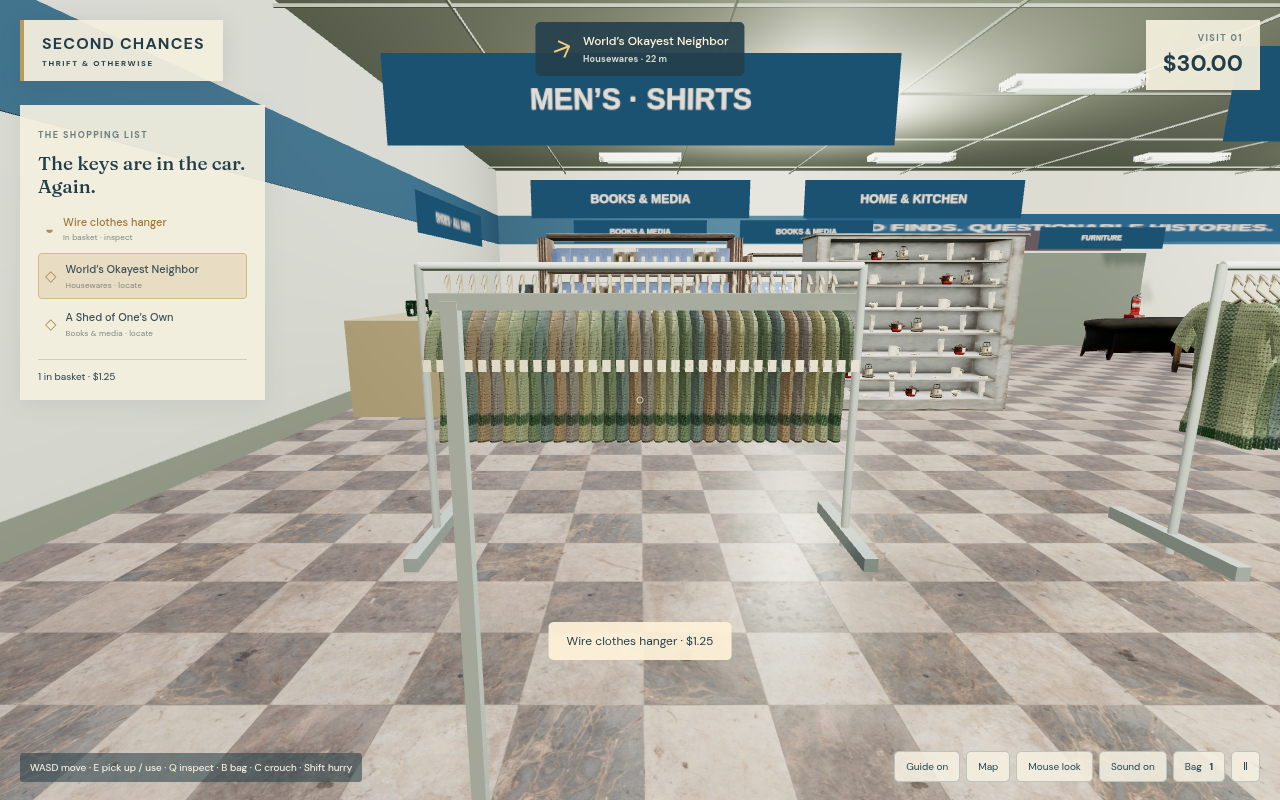 SECOND CHANCES
THRIFT & OTHERWISE
THE SHOPPING LIST
The keys are in the car.
Again.
Wire clothes hanger
In basket · inspect
World's Okayest Neighbor
Housewares · locate
A Shed of One's Own
Books & media · locate
1 in basket · $1.25
World's Okayest Neighbor
Housewares · 22 m
VISIT 01
$30.00
MEN'S · SHIRTS
BOOKS & MEDIA
HOME & KITCHEN
BOOKS & MEDIA
BOOKS & MEDIA
FINDS. QUESTIONABLE HISTORIES.
FURNITURE
Wire clothes hanger · $1.25
WASD move · E pick up / use · Q inspect · B bag · C crouch · Shift hurry
Guide on
Map
Mouse look
Sound on
Bag 1